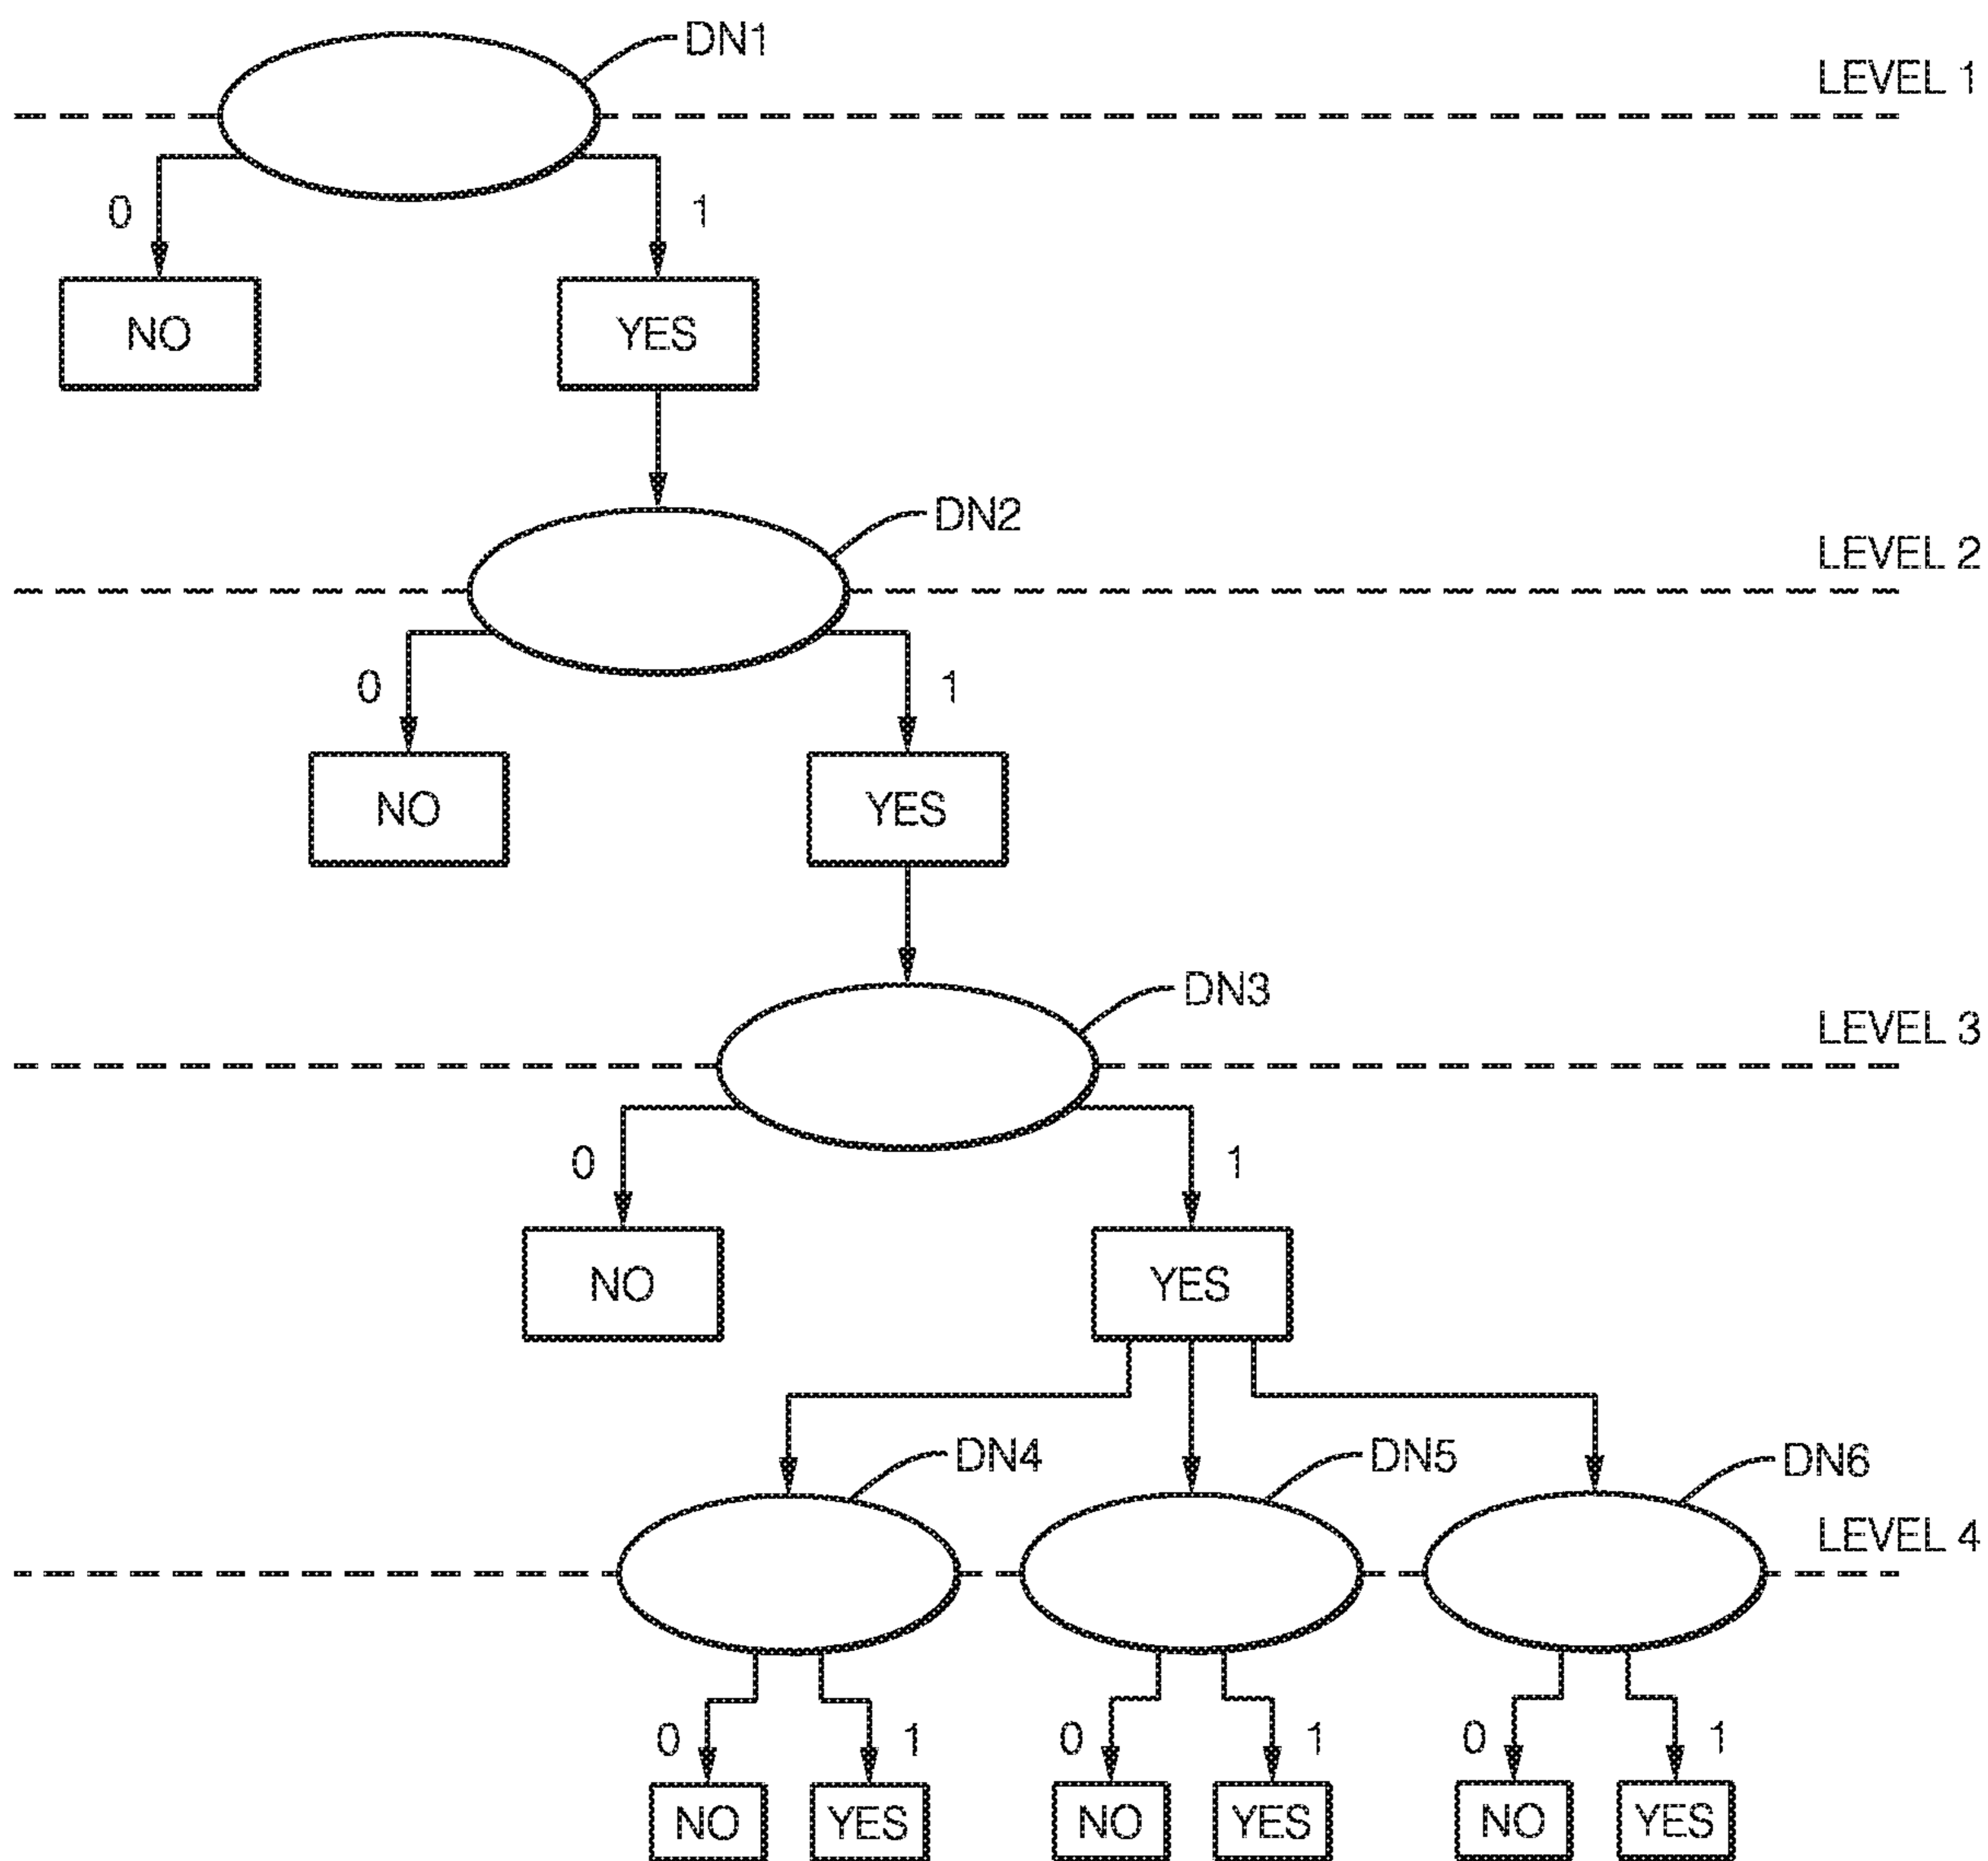 DN1
LEVEL 1
0
1
NO
YES
DN2
LEVEL 2
0
1
NO
YES
DN3
LEVEL 3
0
1
NO
YES
DN4
DN5
DN6
LEVEL 4
0
1
0
1
0
1
NO
YES
NO
YES
NO
YES